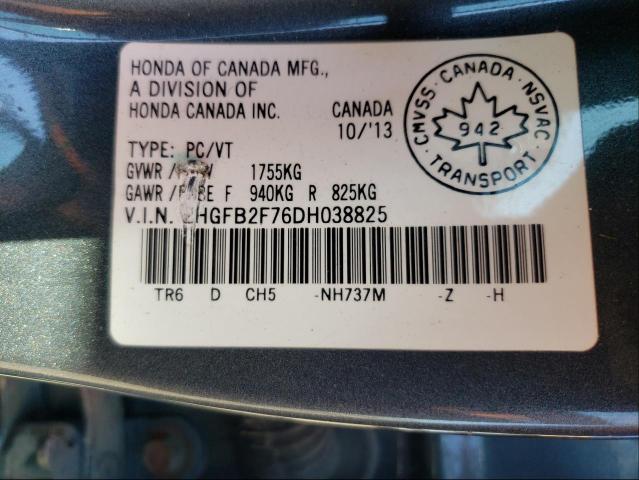 HONDA OF CANADA MFG.,
A DIVISION OF
HONDA CANADA INC. CANADA
10/'13
TYPE: PC/VT
GVWR / 1755KG
GAWR / F 940KG R 825KG
V.I.N. HGFB2F76DH038825
TR6 D CH5 -NH737M -Z -H
CMVSS · CANADA · NSVAC
942
TRANSPORT